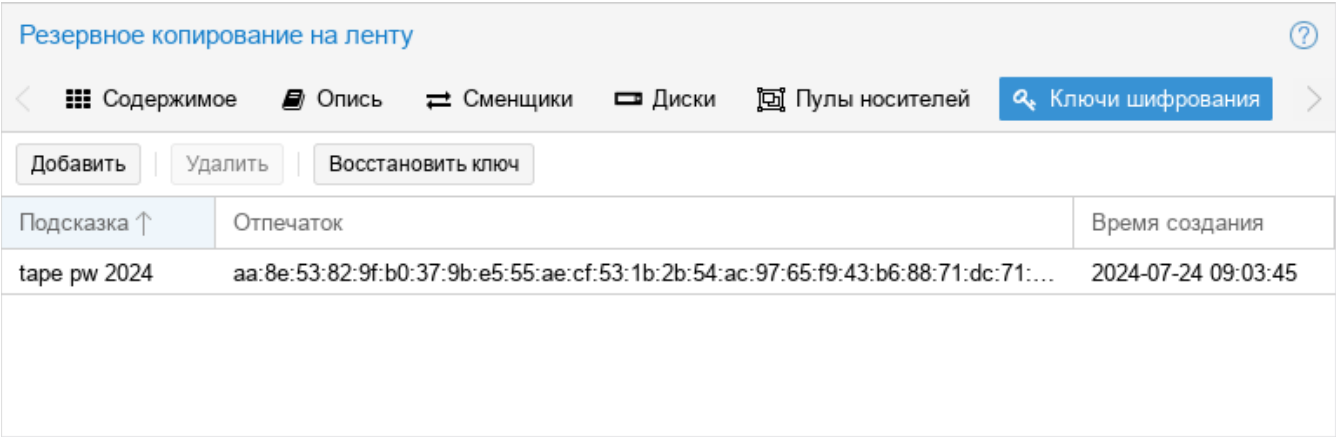 Резервное копирование на ленту
Содержимое Опись Сменщики Диски Пулы носителей Ключи шифрования
Добавить Удалить Восстановить ключ
Подсказка ↑ Отпечаток Время создания
tape pw 2024 aa:8e:53:82:9f:b0:37:9b:e5:55:ae:cf:53:1b:2b:54:ac:97:65:f9:43:b6:88:71:dc:71:... 2024-07-24 09:03:45